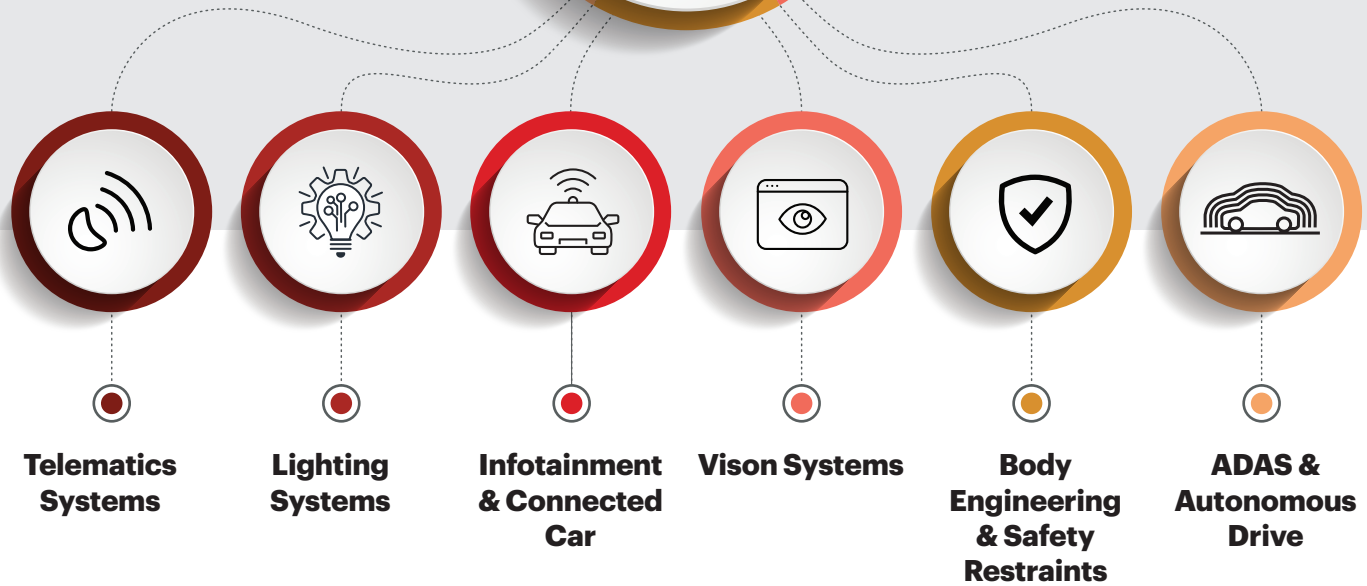 Telematics
Systems
Lighting
Systems
Infotainment
& Connected
Car
Vison Systems
Body
Engineering
& Safety
Restraints
ADAS &
Autonomous
Drive